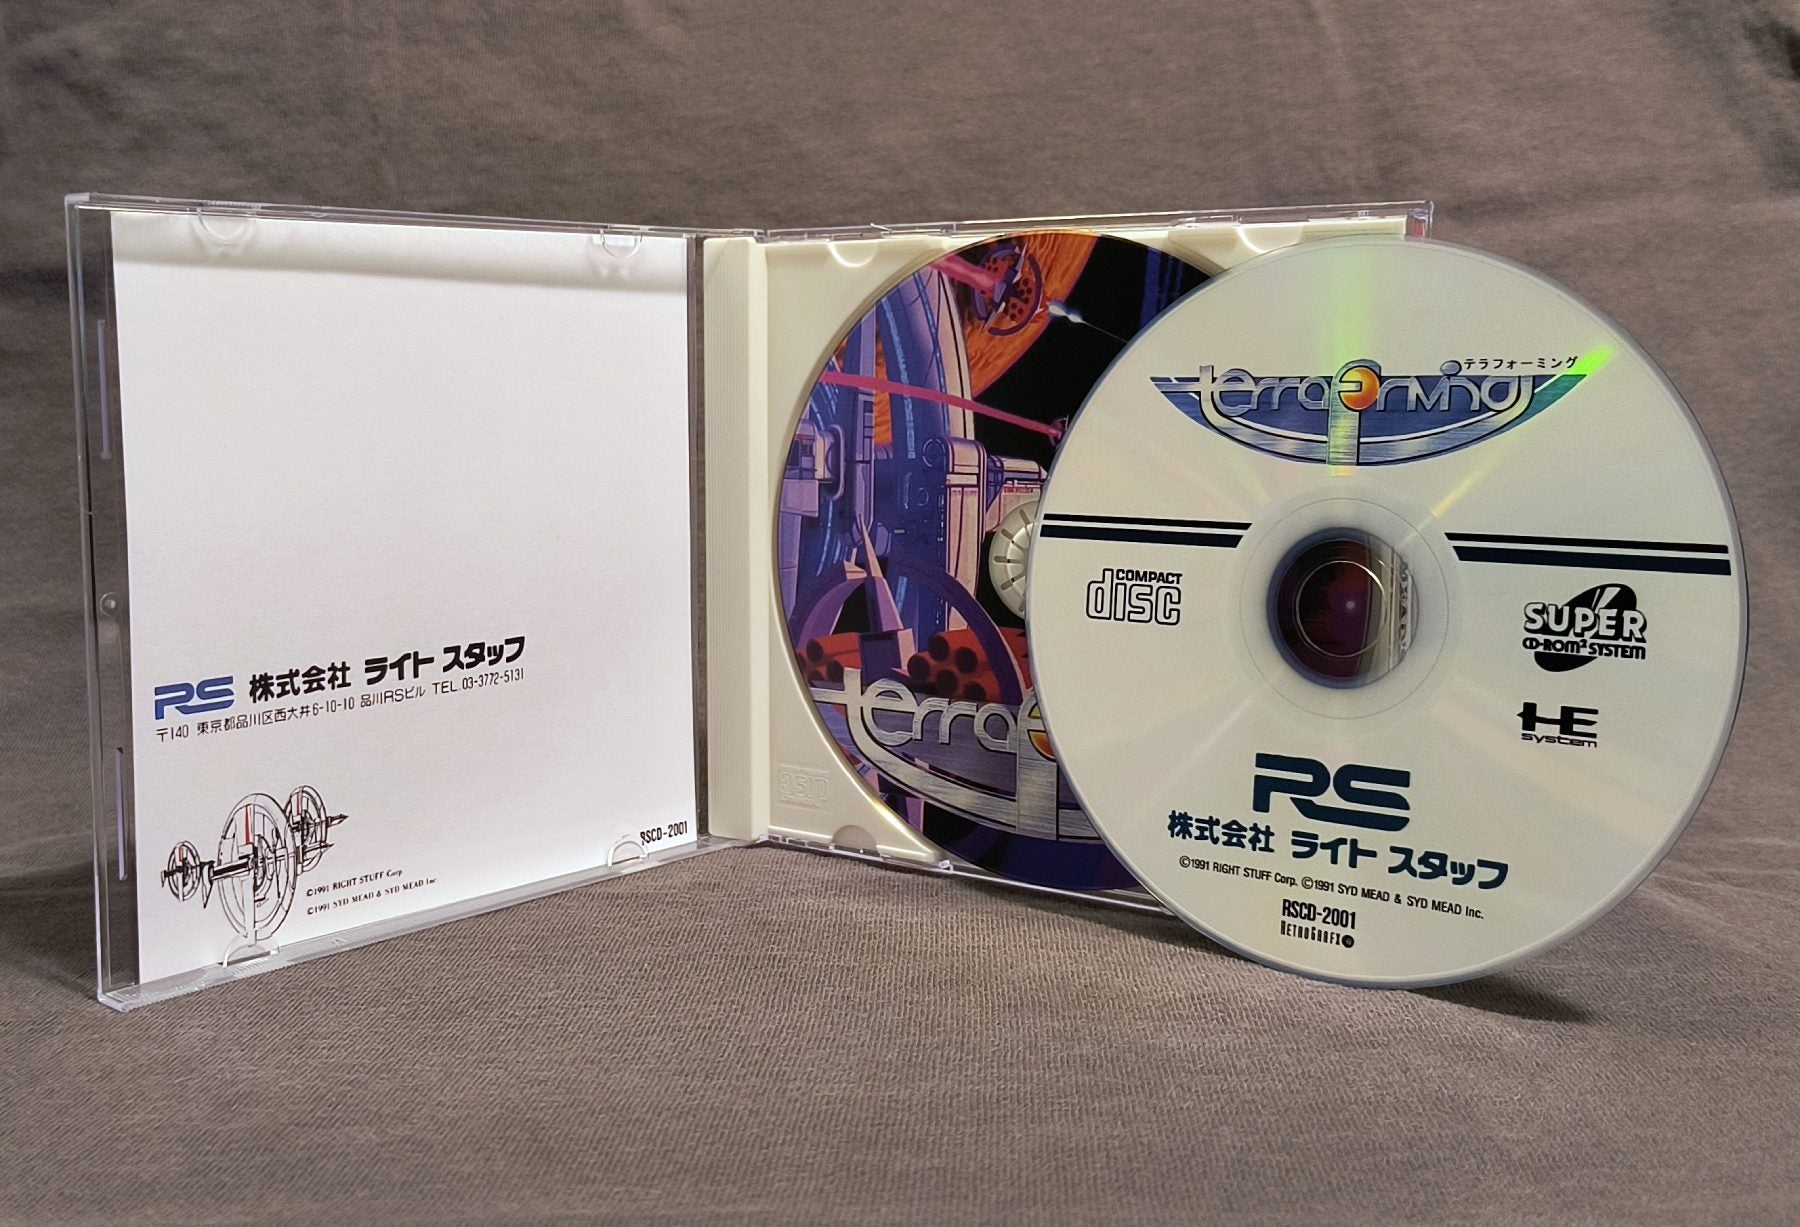 RS 株式会社 ライト スタッフ
〒140 東京都品川区西大井6-10-10 品川RSビル TEL.03-3772-5131
©1991 RIGHT STUFF Corp.
©1991 SYD MEAD & SYD MEAD Inc.
RSCD-2001
terrafo
テラフォーミング
terraforming
COMPACT
disc
SUPER
CD-ROM² SYSTEM
HE
system
RS
株式会社 ライト スタッフ
©1991 RIGHT STUFF Corp. ©1991 SYD MEAD & SYD MEAD Inc.
RSCD-2001
RETROGRAFX